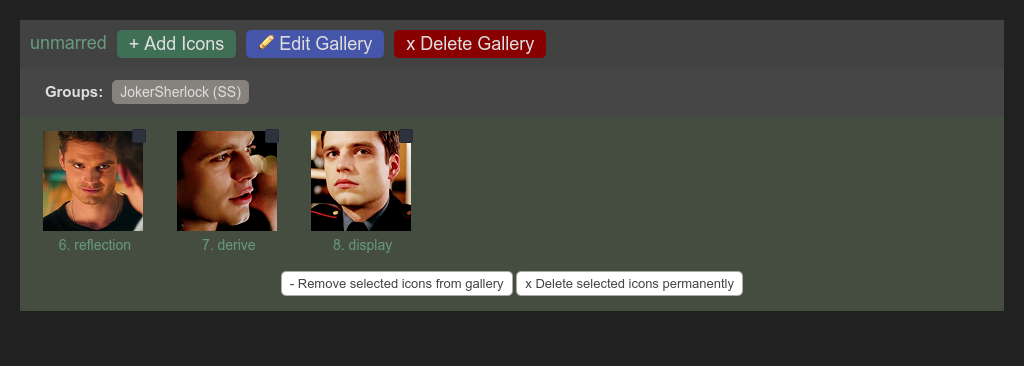 unmarred + Add Icons Edit Gallery x Delete Gallery
Groups: JokerSherlock (SS)
6. reflection 7. derive 8. display
- Remove selected icons from gallery x Delete selected icons permanently